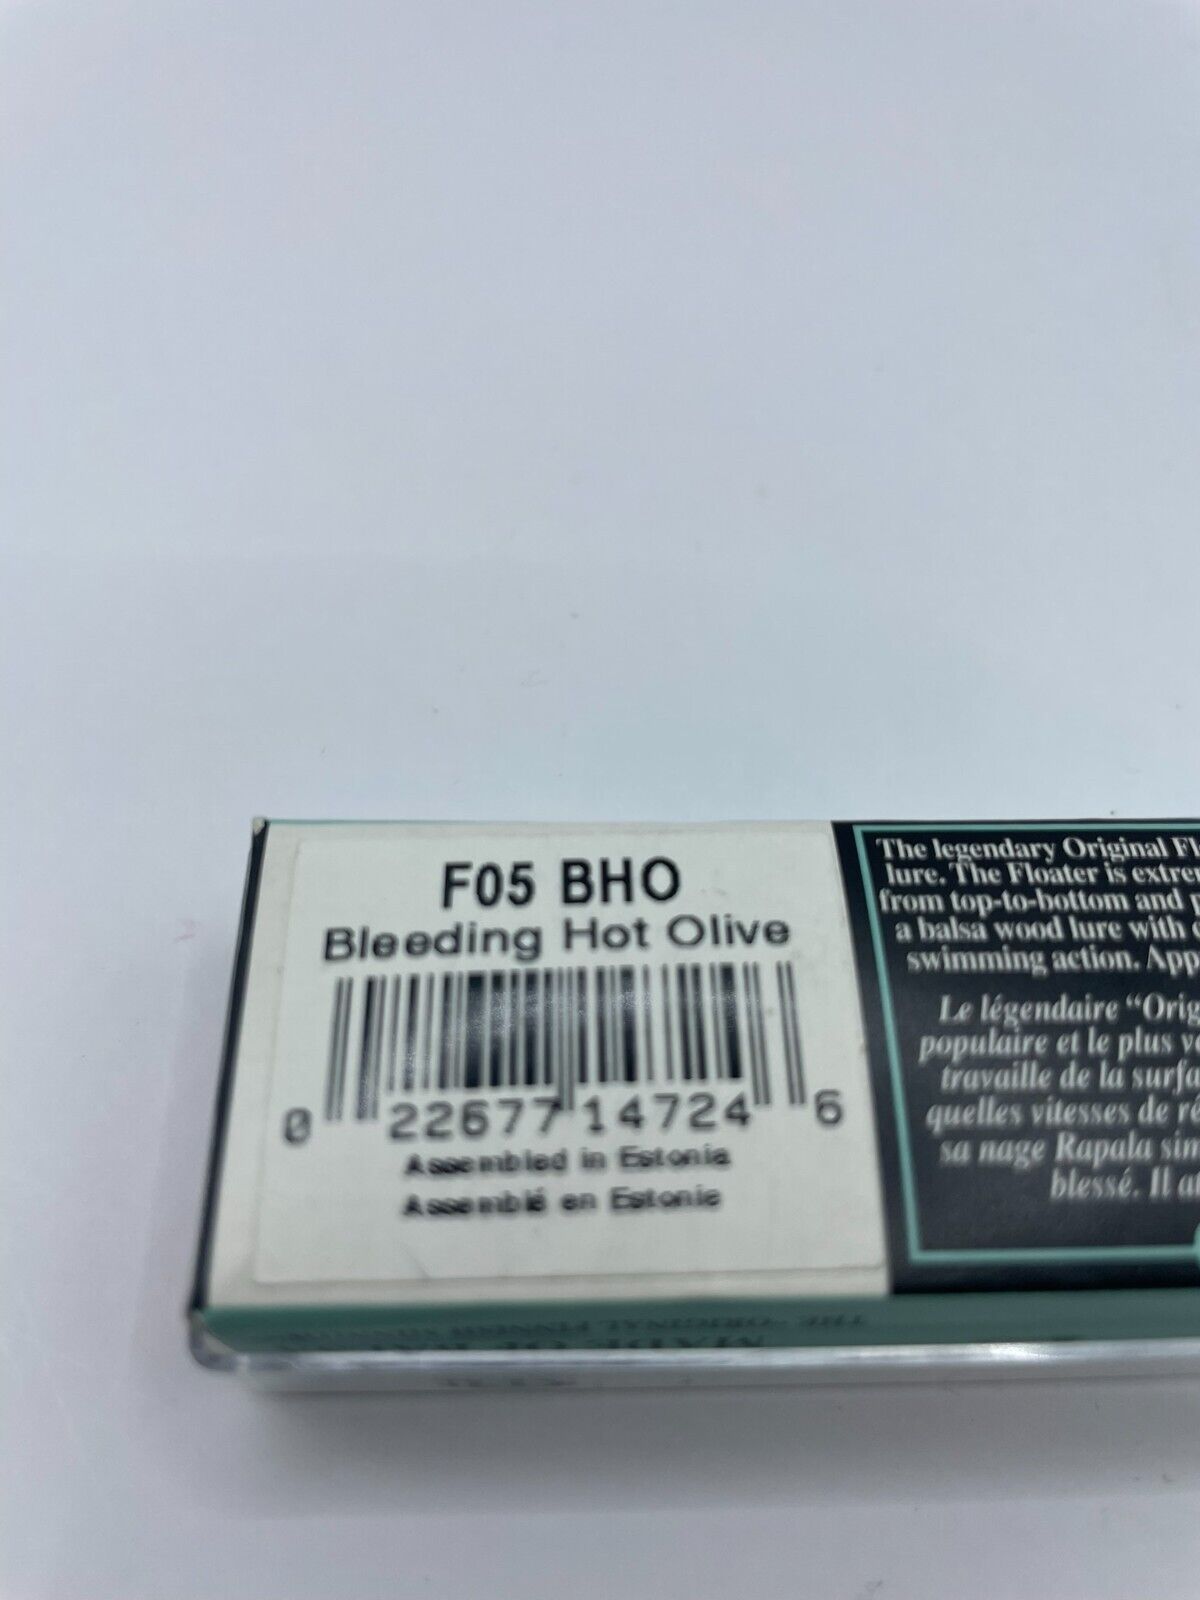 F05 BHO
Bleeding Hot Olive
0 22677 14724 6
Assembled in Estonia
Assemblé en Estonie
The legendary Original Fl
lure. The Floater is extre
from top-to-bottom and
a balsa wood lure with
swimming action. App
Le légendaire “Orig
populaire et le plus v
travaille de la surfa
quelles vitesses de r
sa nage Rapala sin
blessé. Il a